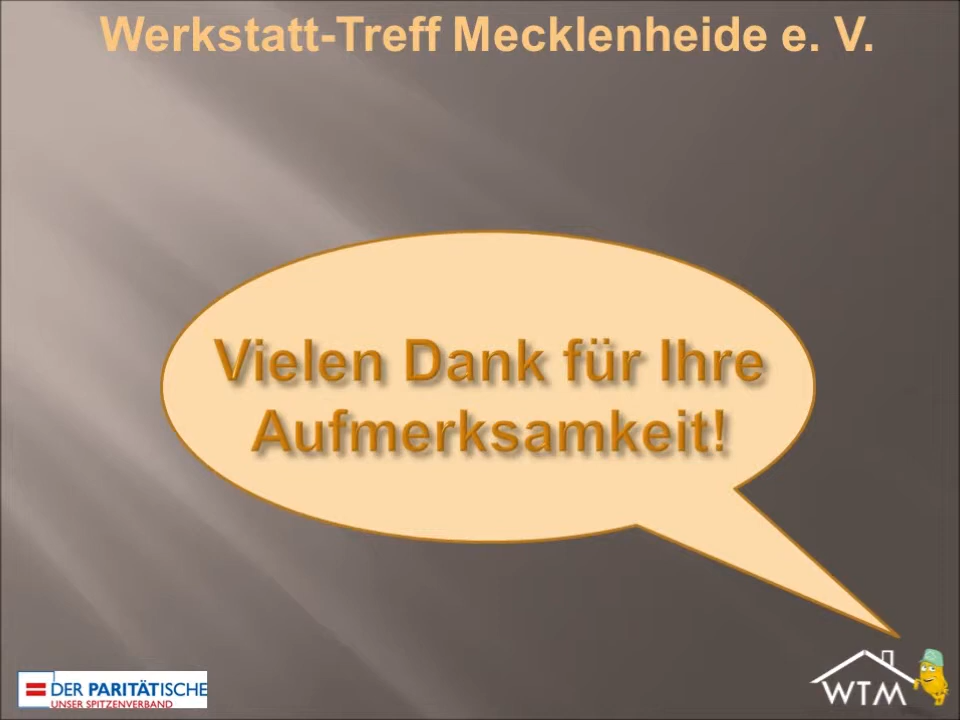 Werkstatt-Treff Mecklenheide e. V.
Vielen Dank für Ihre
Aufmerksamkeit!
DER PARITÄTISCHE
UNSER SPITZENVERBAND
WTM